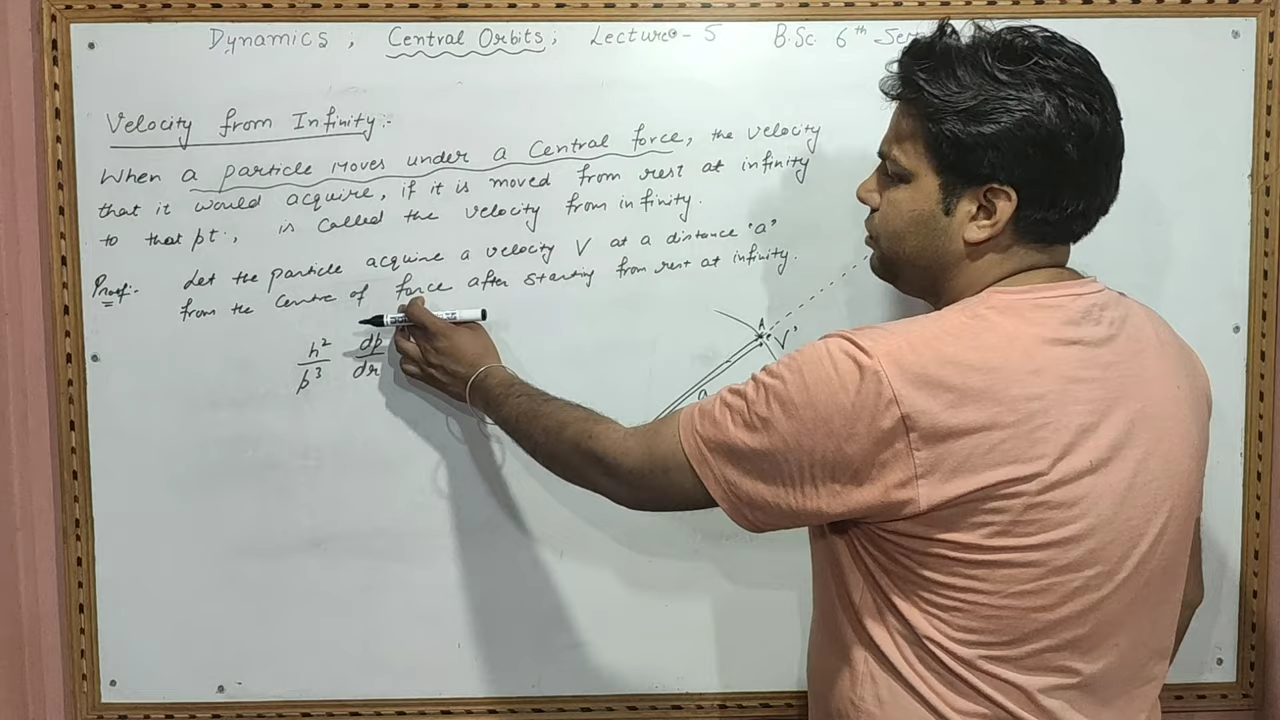 Dynamics ; Central Orbits ; Lecture - 5 B.Sc. 6th
Velocity from Infinity :-
When a particle moves under a Central force, the velocity
that it would acquire, if it is moved from rest at infinity
to that pt., is called the velocity from infinity.
Proof:- Let the particle acquire a velocity V at a distance 'a'
from the Centre of force after starting from rest at infinity.
h²/p³ dp/dr
A
V
a